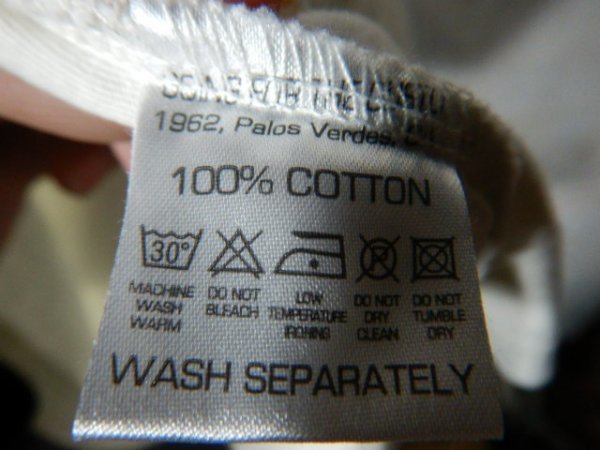 1962, Palos Verdes,
100% COTTON
30°
MACHINE WASH WARM
DO NOT BLEACH
LOW TEMPERATURE IRONING
DO NOT DRY CLEAN
DO NOT TUMBLE DRY
WASH SEPARATELY